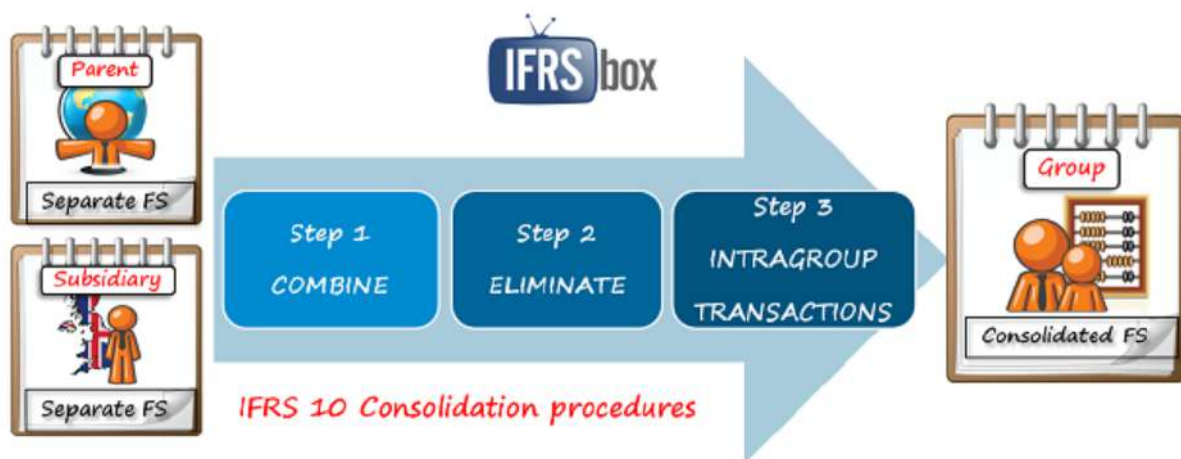 IFRS box
Parent
Separate FS
Subsidiary
Separate FS
Step 1
COMBINE
Step 2
ELIMINATE
Step 3
INTRAGROUP
TRANSACTIONS
IFRS 10 Consolidation procedures
Group
Consolidated FS